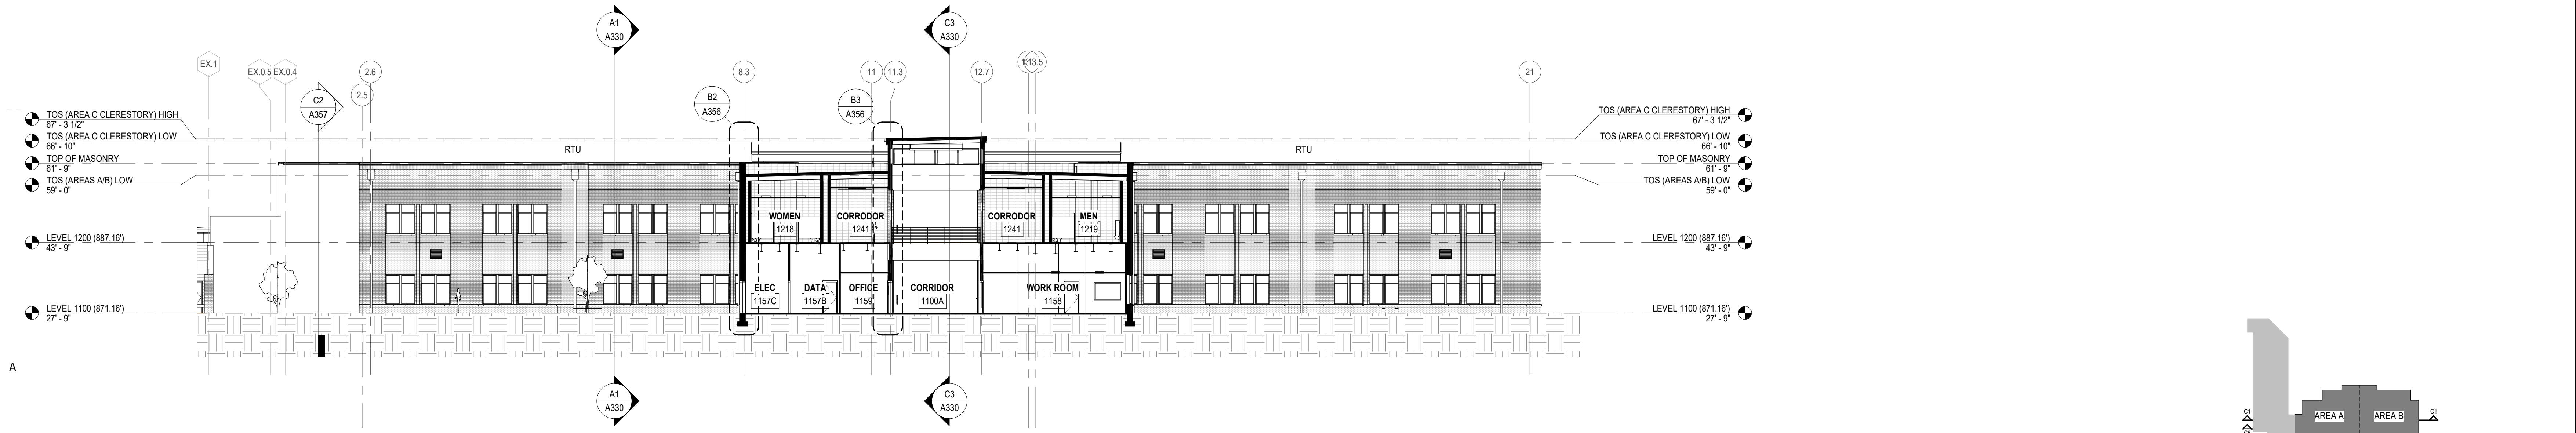 A1
A330
C3
A330
EX.1
EX.0.5
EX.0.4
2.6
2.5
C2
A357
8.3
B2
A356
11
11.3
B3
A356
12.7
13.5
21
TOS (AREA C CLERESTORY) HIGH
67' - 3 1/2"
TOS (AREA C CLERESTORY) LOW
66' - 10"
TOP OF MASONRY
61' - 9"
TOS (AREAS A/B) LOW
59' - 0"
LEVEL 1200 (887.16')
43' - 9"
LEVEL 1100 (871.16')
27' - 9"
RTU
RTU
WOMEN
1218
CORRODOR
1241
CORRODOR
1241
MEN
1219
ELEC
1157C
DATA
1157B
OFFICE
1159
CORRIDOR
1100A
WORK ROOM
1158
TOS (AREA C CLERESTORY) HIGH
67' - 3 1/2"
TOS (AREA C CLERESTORY) LOW
66' - 10"
TOP OF MASONRY
61' - 9"
TOS (AREAS A/B) LOW
59' - 0"
LEVEL 1200 (887.16')
43' - 9"
LEVEL 1100 (871.16')
27' - 9"
A
A1
A330
C3
A330
AREA A
AREA B
C1
C1